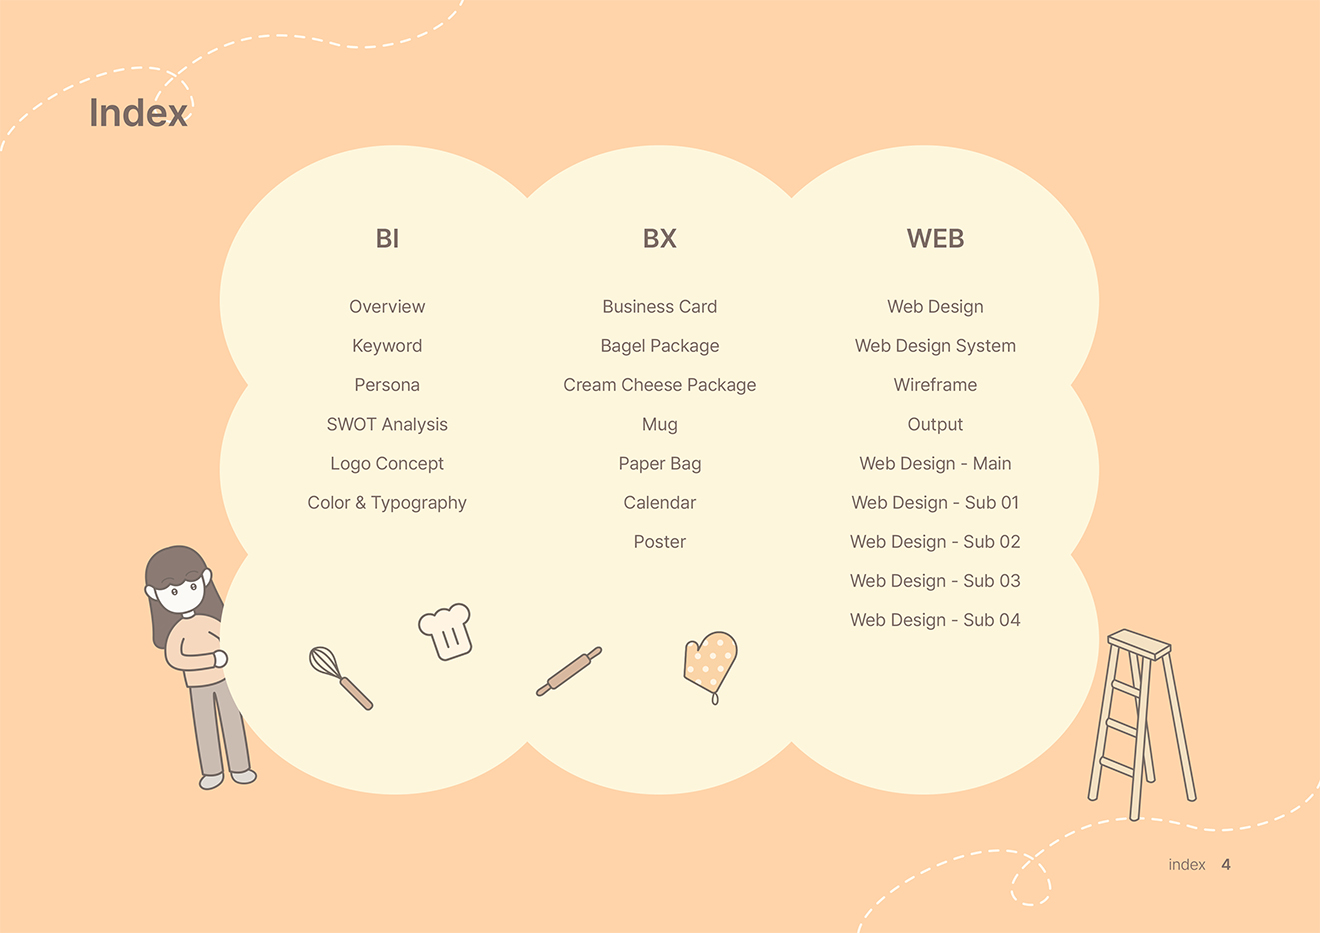 Index
BI
Overview
Keyword
Persona
SWOT Analysis
Logo Concept
Color & Typography
BX
Business Card
Bagel Package
Cream Cheese Package
Mug
Paper Bag
Calendar
Poster
WEB
Web Design
Web Design System
Wireframe
Output
Web Design - Main
Web Design - Sub 01
Web Design - Sub 02
Web Design - Sub 03
Web Design - Sub 04
index 4